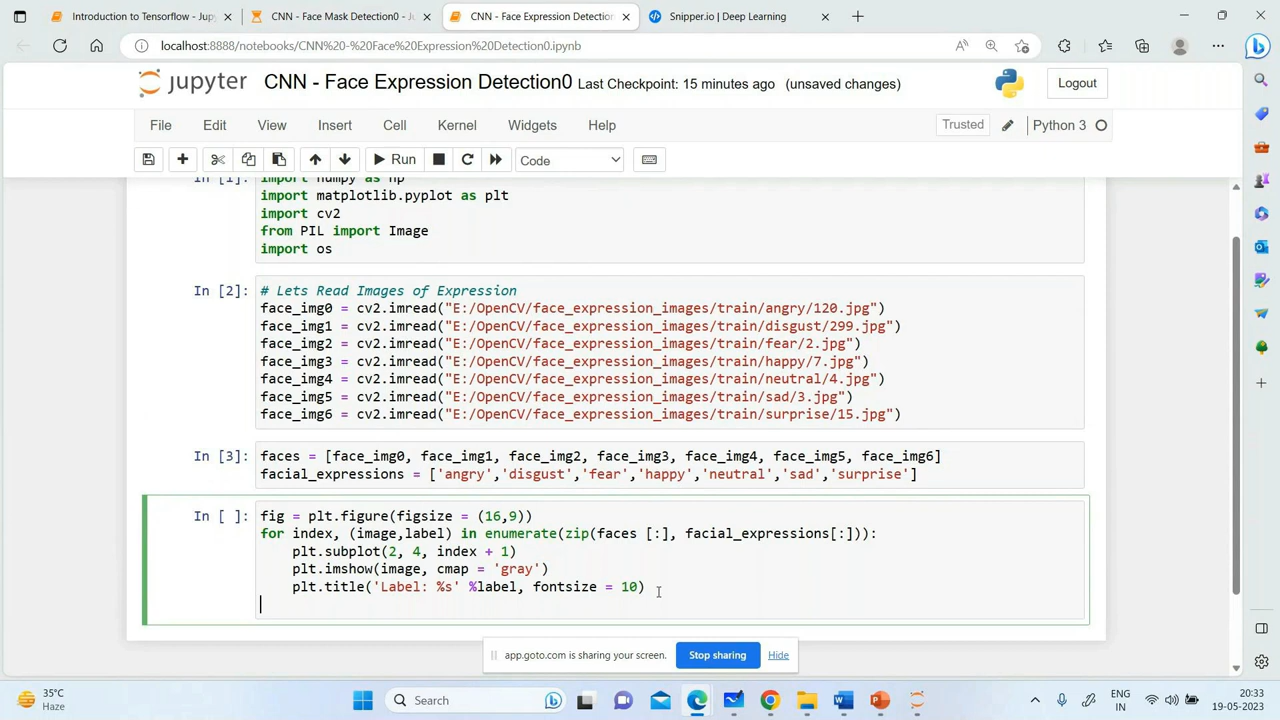 Introduction to Tensorflow - Jup
CNN - Face Mask Detection0 - J
CNN - Face Expression Detectio
Snipper.io | Deep Learning
localhost:8888/notebooks/CNN%20-%20Face%20Expression%20Detection0.ipynb
jupyter CNN - Face Expression Detection0 Last Checkpoint: 15 minutes ago (unsaved changes)
Logout
File Edit View Insert Cell Kernel Widgets Help
Trusted
Python 3
Run
Code
In [1]: import numpy as np
import matplotlib.pyplot as plt
import cv2
from PIL import Image
import os
In [2]: # Lets Read Images of Expression
face_img0 = cv2.imread("E:/OpenCV/face_expression_images/train/angry/120.jpg")
face_img1 = cv2.imread("E:/OpenCV/face_expression_images/train/disgust/299.jpg")
face_img2 = cv2.imread("E:/OpenCV/face_expression_images/train/fear/2.jpg")
face_img3 = cv2.imread("E:/OpenCV/face_expression_images/train/happy/7.jpg")
face_img4 = cv2.imread("E:/OpenCV/face_expression_images/train/neutral/4.jpg")
face_img5 = cv2.imread("E:/OpenCV/face_expression_images/train/sad/3.jpg")
face_img6 = cv2.imread("E:/OpenCV/face_expression_images/train/surprise/15.jpg")
In [3]: faces = [face_img0, face_img1, face_img2, face_img3, face_img4, face_img5, face_img6]
facial_expressions = ['angry','disgust','fear','happy','neutral','sad','surprise']
In [ ]: fig = plt.figure(figsize = (16,9))
for index, (image,label) in enumerate(zip(faces [:], facial_expressions[:])):
plt.subplot(2, 4, index + 1)
plt.imshow(image, cmap = 'gray')
plt.title('Label: %s' %label, fontsize = 10)
app.goto.com is sharing your screen. Stop sharing Hide
35°C
Haze
Search
ENG
IN
20:33
19-05-2023